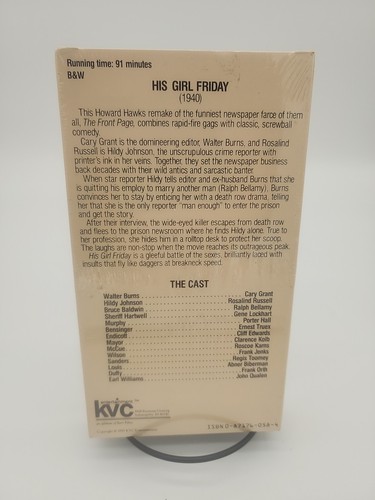 Running time: 91 minutes
B&W
HIS GIRL FRIDAY
(1940)
This Howard Hawks remake of the funniest newspaper farce of them
all, The Front Page, combines rapid-fire gags with classic, screwball
comedy.
Cary Grant is the domineering editor, Walter Burns, and Rosalind
Russell is Hildy Johnson, the unscrupulous crime reporter with
printer's ink in her veins. Together, they set the newspaper business
back decades with their wild antics and sarcastic banter
When star reporter Hildy tells editor and ex-husband Burns that she
is quitting his employ to marry another man (Ralph Bellamy), Burns
convinces her to stay by enticing her with a death row drama, telling
her that she is the only reporter "man enough" to enter the prison
and get the story.
After their interview, the wide-eyed killer escapes from death row
and flees to the prison newsroom where he finds Hildy alone. True to
her profession, she hides him in a rolltop desk to protect her scoop.
The laughs are non-stop when the movie reaches its outrageous peak.
His Girl Friday is a gleeful battle of the sexes, brilliantly laced with
insults that fly like daggers at breakneck speed.
THE CAST
Walter Burns Cary Grant
Hildy Johnson Rosalind Russell
Bruce Baldwin Ralph Bellamy
Sheriff Hartwell Gene Lockhart
Murphy Porter Hall
Bensinger Ernest Truex
Endicott Cliff Edwards
Mayor Clarence Kolb
McCue Roscoe Karns
Wilson Frank Jenks
Sanders Regis Toomey
Louis Abner Biberman
Duffy Frank Orth
Earl Williams John Qualen
kvc
ISBN 0-87676-058-4